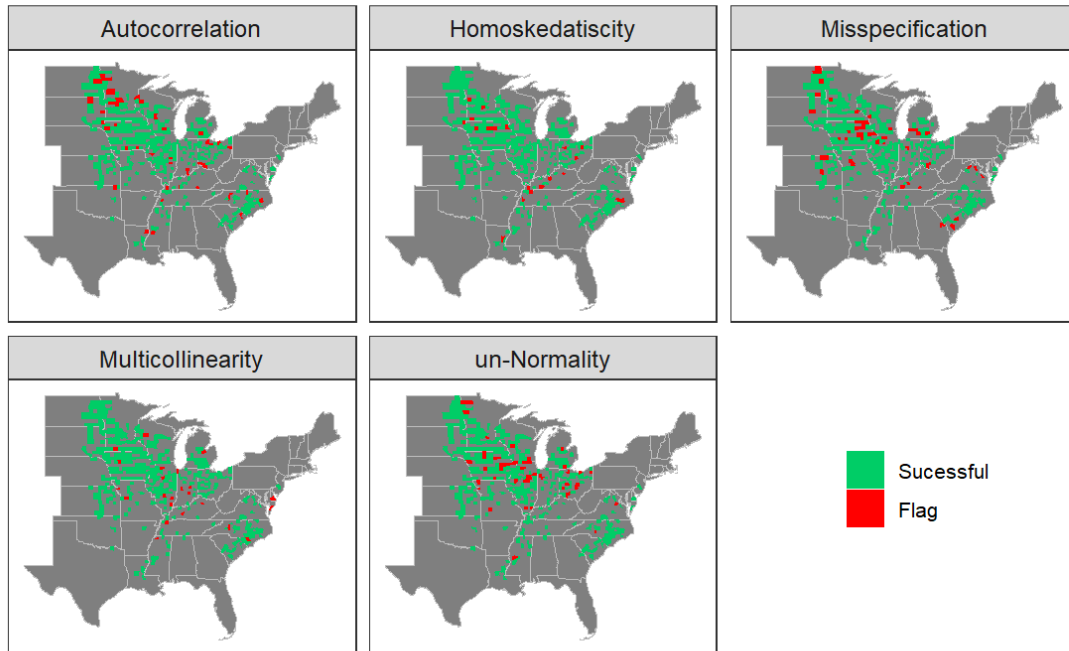 Autocorrelation
Homoskedatiscity
Misspecification
Multicollinearity
un-Normality
Sucessful
Flag